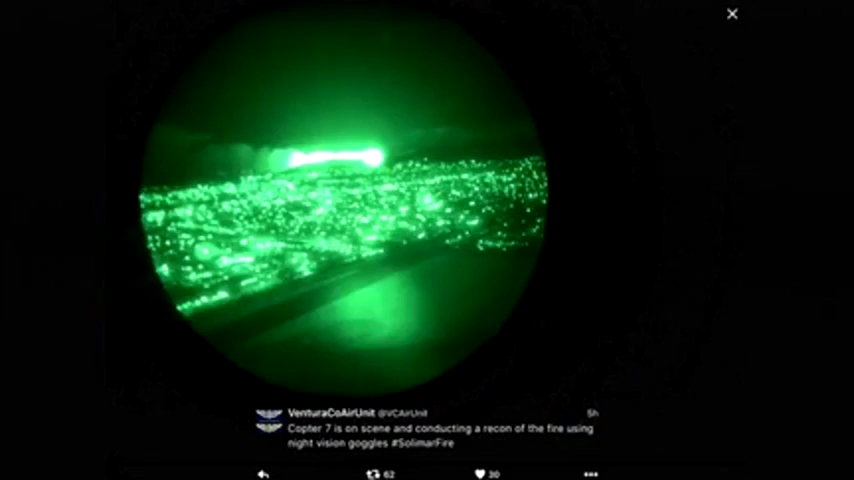 VenturaCoAirUnit @VCAirUnit 5h
Copter 7 is on scene and conducting a recon of the fire using
night vision goggles #SolimarFire
62 30